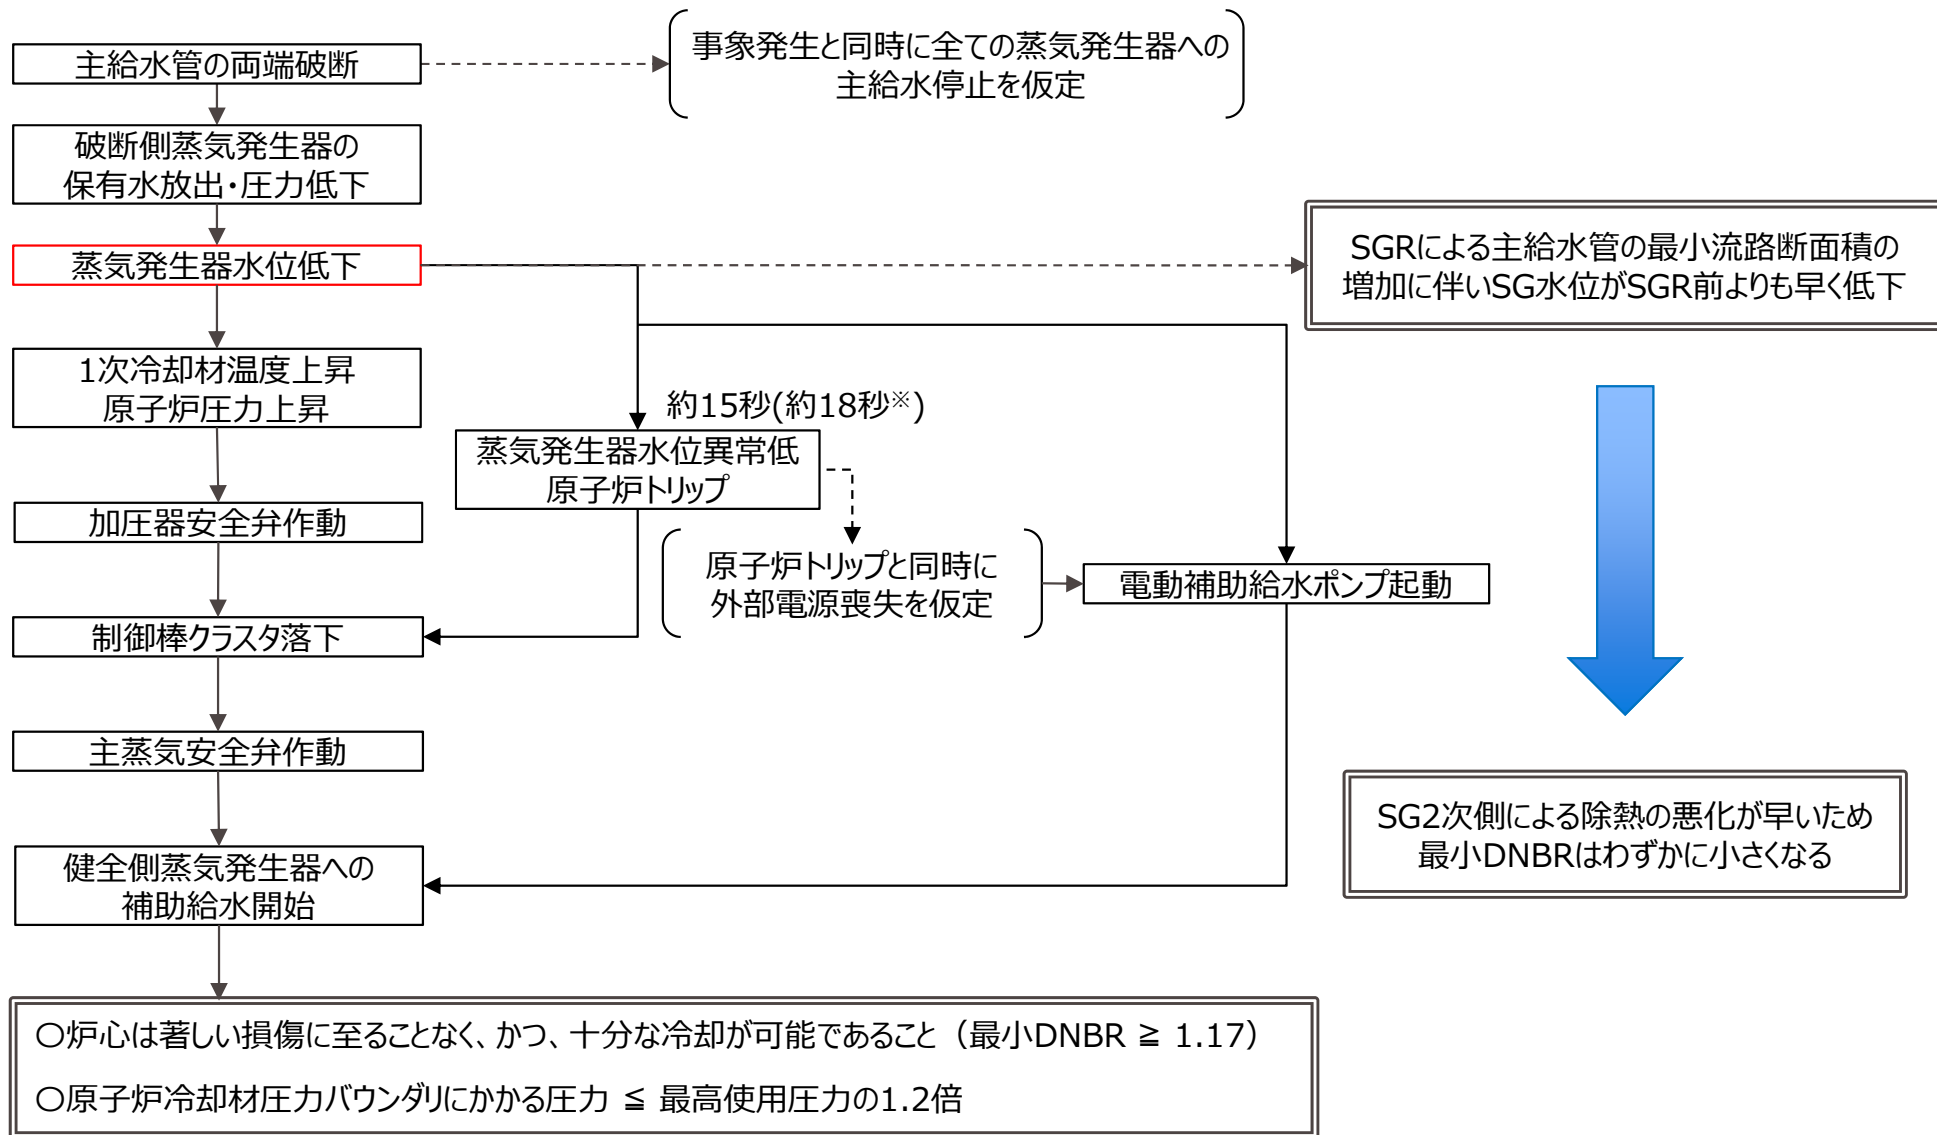 主給水管の両端破断
事象発生と同時に全ての蒸気発生器への
主給水停止を仮定
破断側蒸気発生器の
保有水放出・圧力低下
蒸気発生器水位低下
SGRによる主給水管の最小流路断面積の
増加に伴いSG水位がSGR前よりも早く低下
1次冷却材温度上昇
原子炉圧力上昇
約15秒(約18秒※)
蒸気発生器水位異常低
原子炉トリップ
加圧器安全弁作動
原子炉トリップと同時に
外部電源喪失を仮定
電動補助給水ポンプ起動
制御棒クラスタ落下
主蒸気安全弁作動
SG2次側による除熱の悪化が早いため
最小DNBRはわずかに小さくなる
健全側蒸気発生器への
補助給水開始
○炉心は著しい損傷に至ることなく、かつ、十分な冷却が可能であること（最小DNBR ≧ 1.17）
○原子炉冷却材圧力バウンダリにかかる圧力 ≦ 最高使用圧力の1.2倍